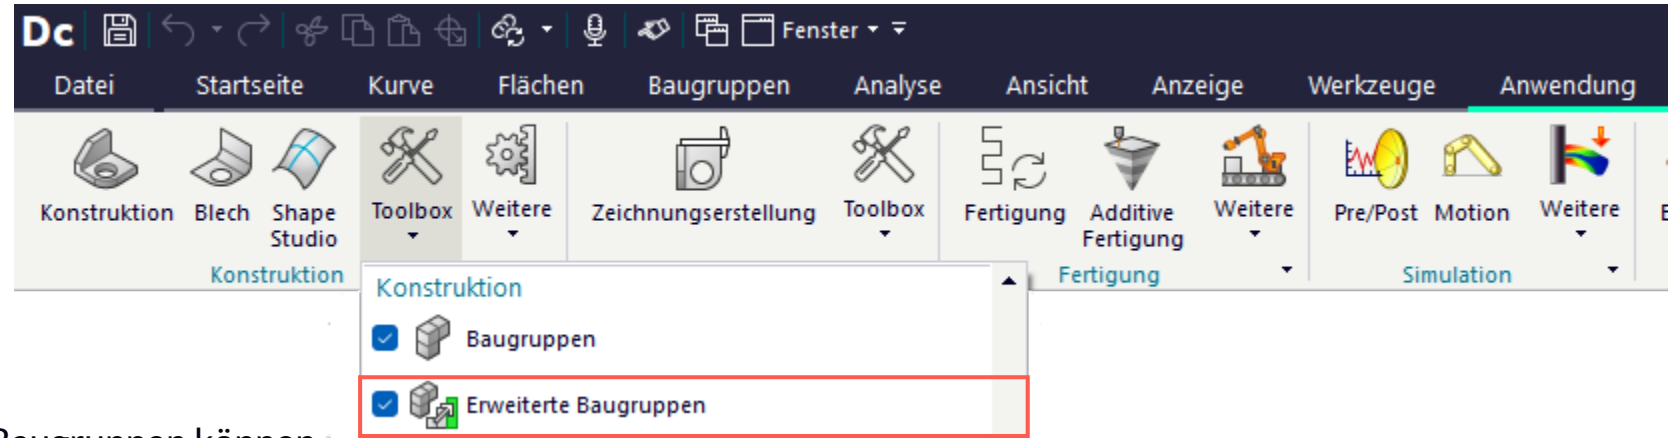 Dc Fenster
Datei Startseite Kurve Flächen Baugruppen Analyse Ansicht Anzeige Werkzeuge Anwendung
Konstruktion Blech Shape Studio Toolbox Weitere Zeichnungserstellung Toolbox Fertigung Additive Fertigung Weitere Pre/Post Motion Weitere
Konstruktion Fertigung Simulation
Konstruktion
Baugruppen
Erweiterte Baugruppen
können